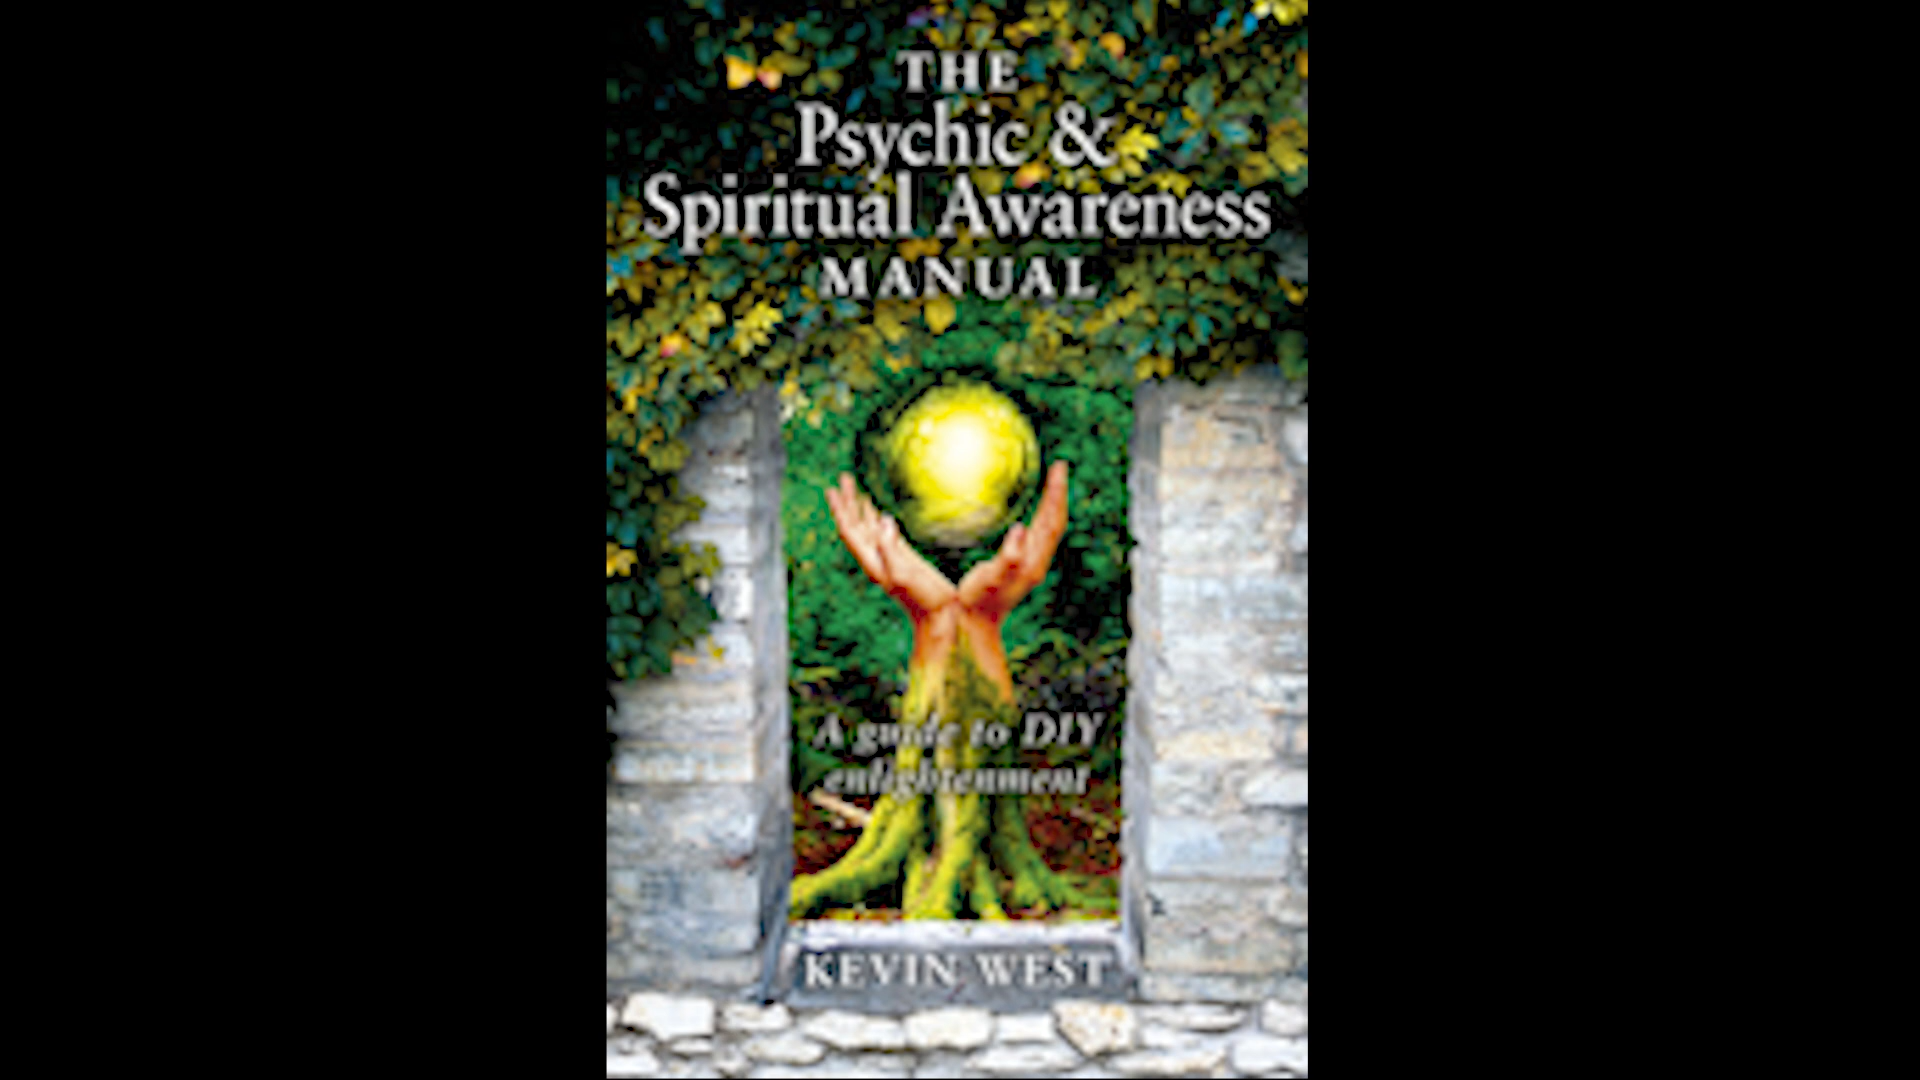 THE
Psychic &
Spiritual Awareness
MANUAL
A guide to DIY
enlightenment
KEVIN WEST